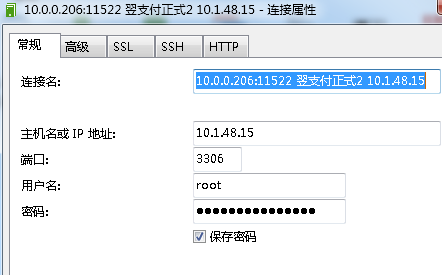 10.0.0.206:11522 翌支付正式2 10.1.48.15 - 连接属性
常规 高级 SSL SSH HTTP
连接名: 10.0.0.206:11522 翌支付正式2 10.1.48.15
主机名或 IP 地址: 10.1.48.15
端口: 3306
用户名: root
密码: ●●●●●●●●●●●●●●●
保存密码